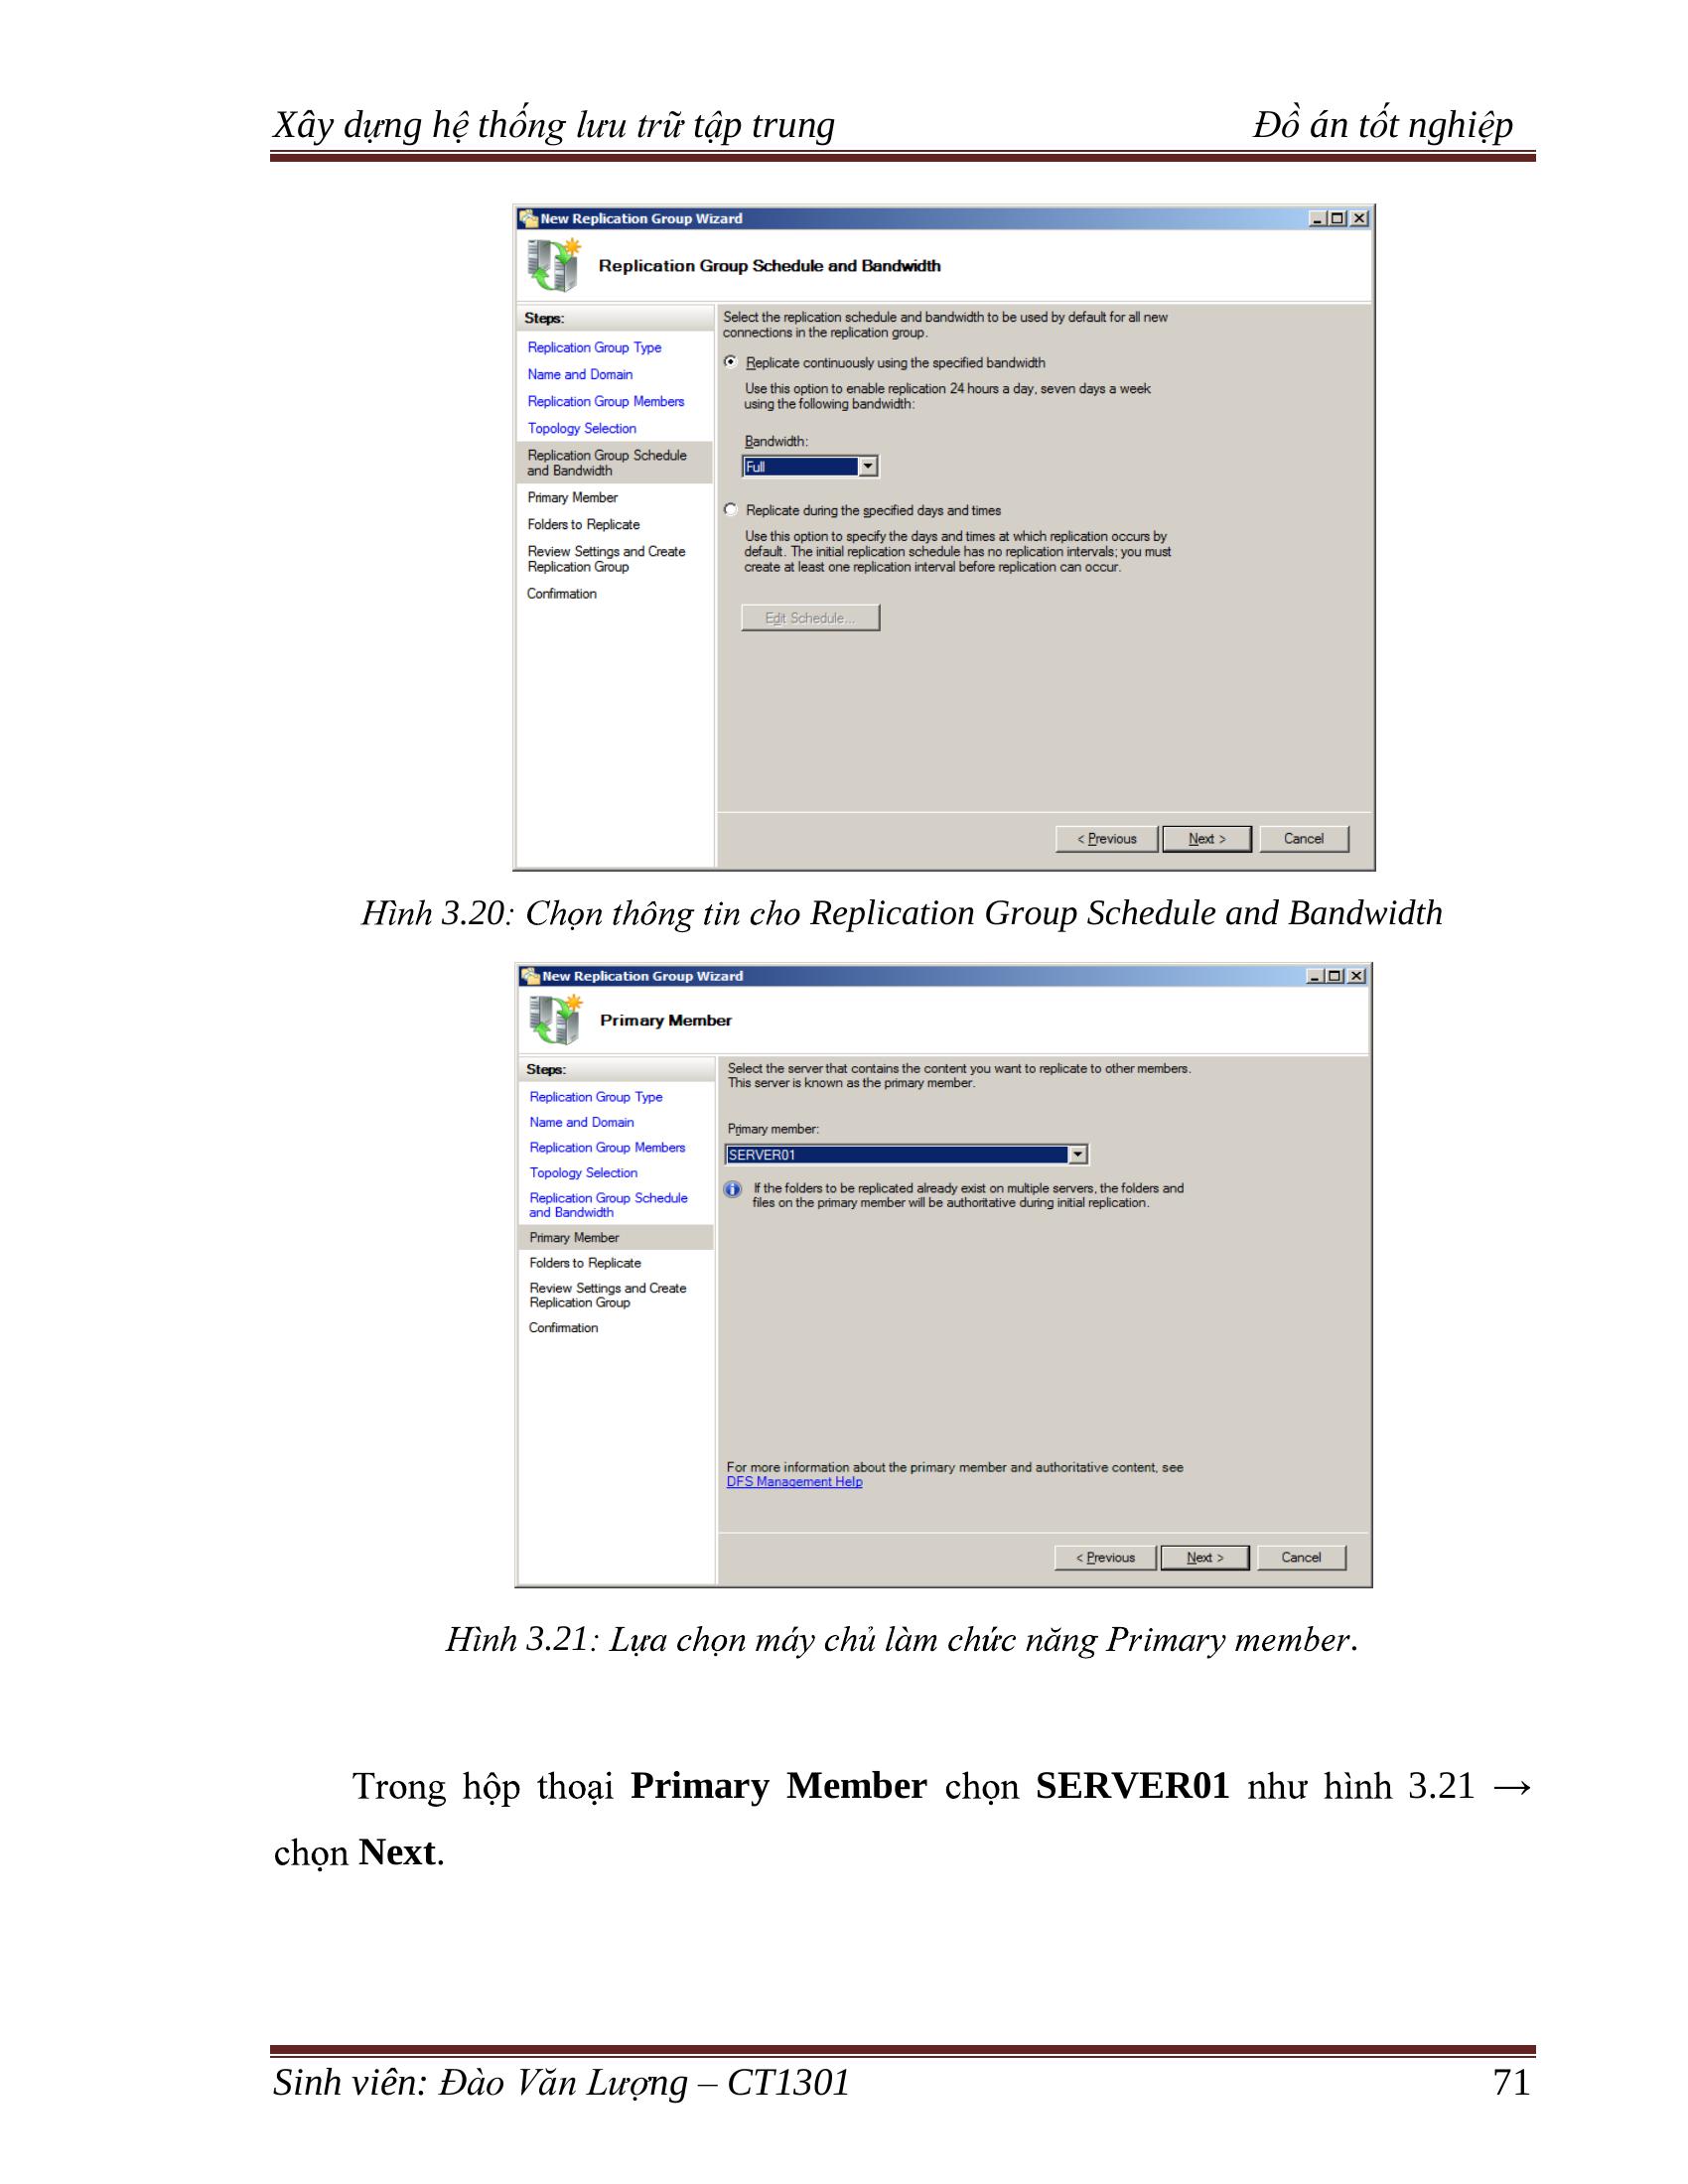 Xây dựng hệ thống lưu trữ tập trung Đồ án tốt nghiệp
New Replication Group Wizard
Replication Group Schedule and Bandwidth
Steps:
Replication Group Type
Name and Domain
Replication Group Members
Topology Selection
Replication Group Schedule
and Bandwidth
Primary Member
Folders to Replicate
Review Settings and Create
Replication Group
Confirmation
Select the replication schedule and bandwidth to be used by default for all new
connections in the replication group.
Replicate continuously using the specified bandwidth
Use this option to enable replication 24 hours a day, seven days a week
using the following bandwidth:
Bandwidth:
Full
Replicate during the specified days and times
Use this option to specify the days and times at which replication occurs by
default. The initial replication schedule has no replication intervals; you must
create at least one replication interval before replication can occur.
Edit Schedule...
< Previous Next > Cancel
Hình 3.20: Chọn thông tin cho Replication Group Schedule and Bandwidth
New Replication Group Wizard
Primary Member
Steps:
Replication Group Type
Name and Domain
Replication Group Members
Topology Selection
Replication Group Schedule
and Bandwidth
Primary Member
Folders to Replicate
Review Settings and Create
Replication Group
Confirmation
Select the server that contains the content you want to replicate to other members.
This server is known as the primary member.
Primary member:
SERVER01
If the folders to be replicated already exist on multiple servers, the folders and
files on the primary member will be authoritative during initial replication.
For more information about the primary member and authoritative content, see
DFS Management Help
< Previous Next > Cancel
Hình 3.21: Lựa chọn máy chủ làm chức năng Primary member.
Trong hộp thoại Primary Member chọn SERVER01 như hình 3.21 →
chọn Next.
Sinh viên: Đào Văn Lượng – CT1301 71